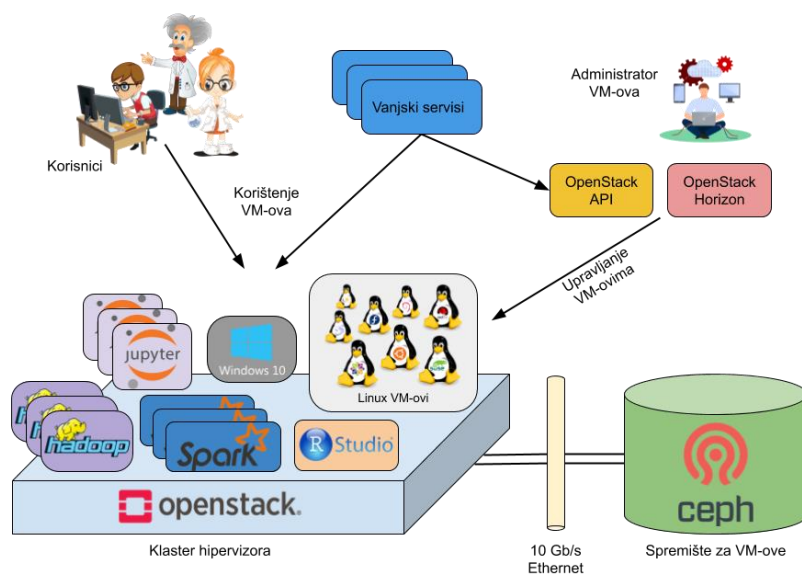 Korisnici
Vanjski servisi
Administrator
VM-ova
OpenStack
API
OpenStack
Horizon
Korištenje
VM-ova
Upravljanje
VM-ovima
jupyter
Windows 10
Linux VM-ovi
hadoop
Spark
R Studio
openstack.
ceph
Klaster hipervizora
10 Gb/s
Ethernet
Spremište za VM-ove